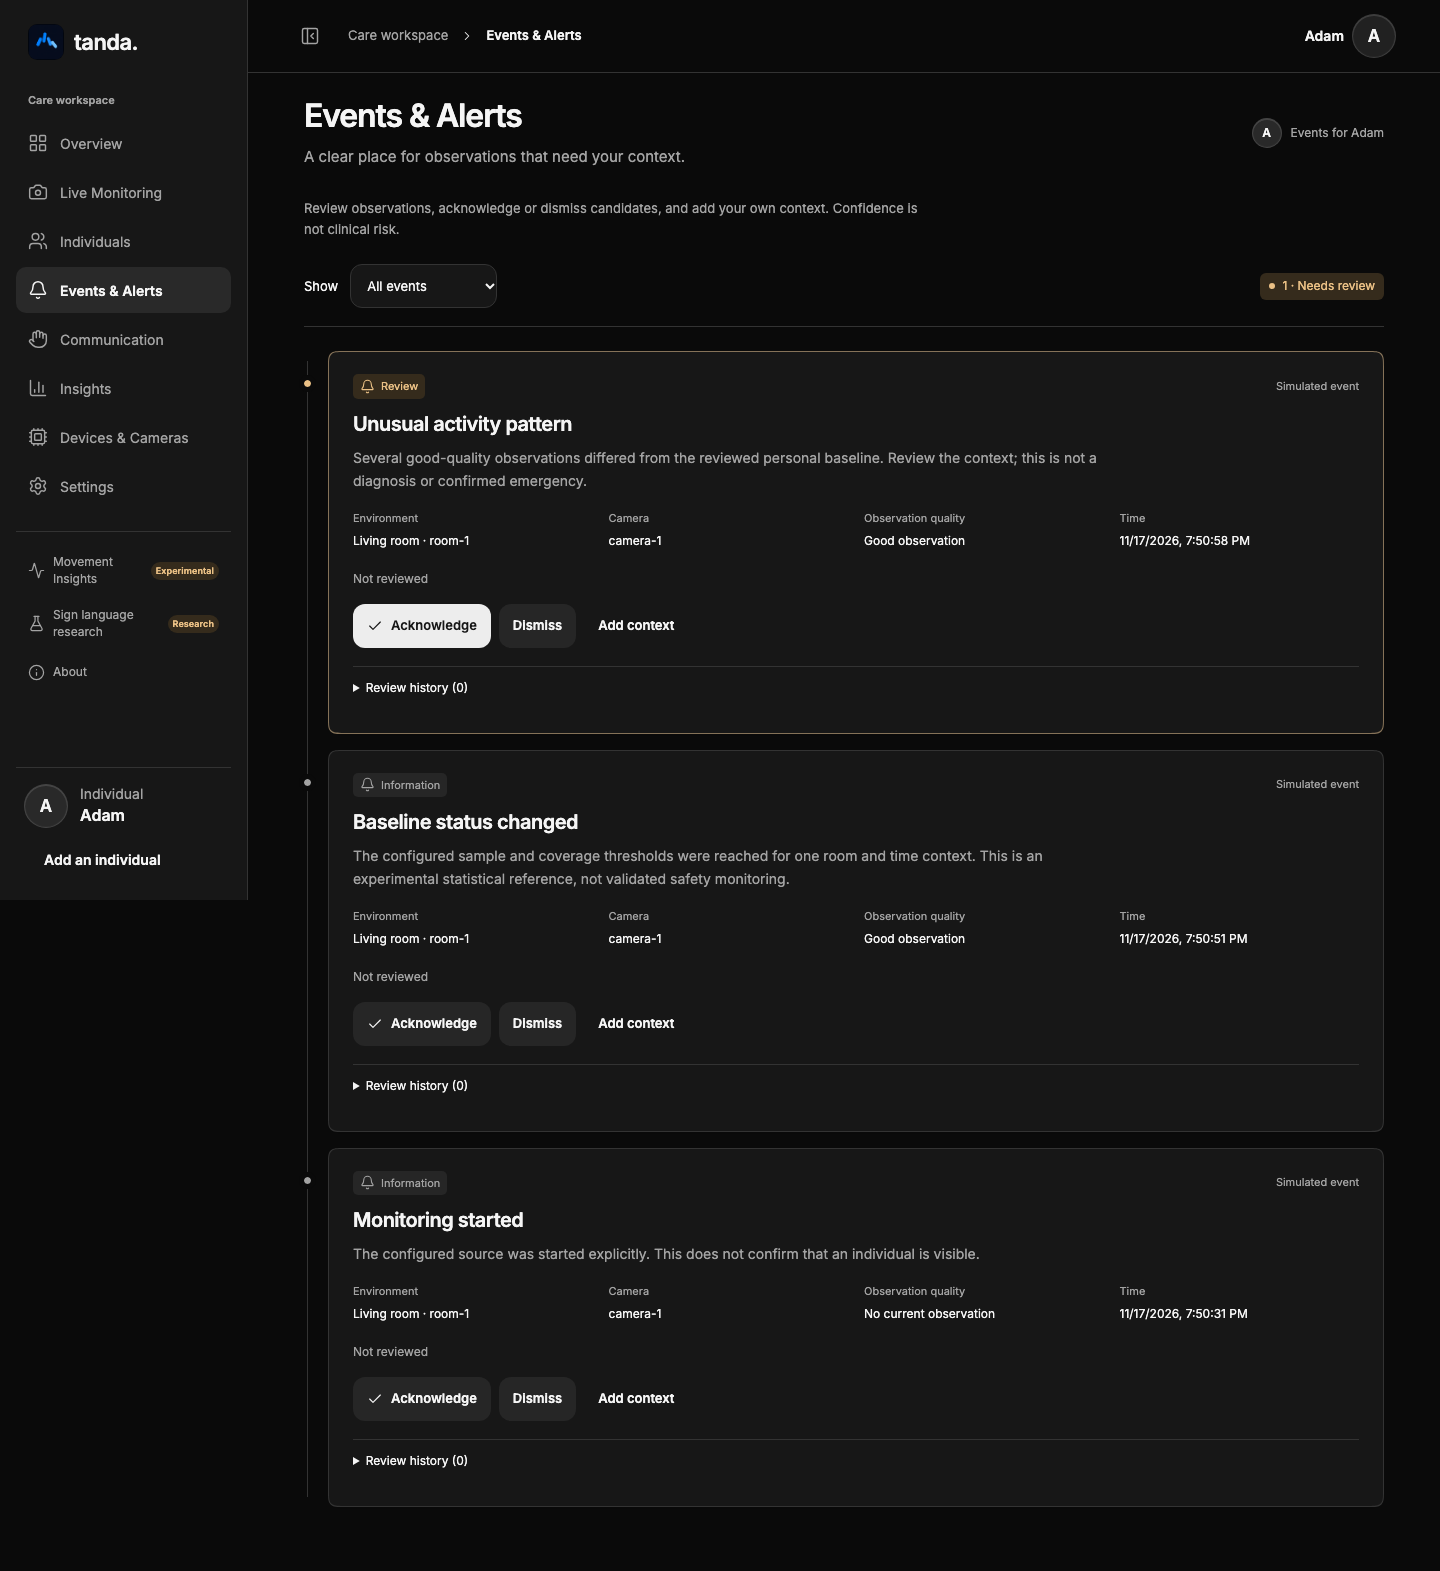 tanda.
Care workspace
Overview
Live Monitoring
Individuals
Events & Alerts
Communication
Insights
Devices & Cameras
Settings
Movement
Insights
Experimental
Sign language
research
Research
About
A
Individual
Adam
Add an individual
Care workspace > Events & Alerts
Adam
A
Events & Alerts
A clear place for observations that need your context.
A
Events for Adam
Review observations, acknowledge or dismiss candidates, and add your own context. Confidence is
not clinical risk.
Show
All events
1 · Needs review
Review
Simulated event
Unusual activity pattern
Several good-quality observations differed from the reviewed personal baseline. Review the context; this is not a
diagnosis or confirmed emergency.
Environment Camera Observation quality Time
Living room · room-1 camera-1 Good observation 11/17/2026, 7:50:58 PM
Not reviewed
Acknowledge Dismiss Add context
Review history (0)
Information
Simulated event
Baseline status changed
The configured sample and coverage thresholds were reached for one room and time context. This is an
experimental statistical reference, not validated safety monitoring.
Environment Camera Observation quality Time
Living room · room-1 camera-1 Good observation 11/17/2026, 7:50:51 PM
Not reviewed
Acknowledge Dismiss Add context
Review history (0)
Information
Simulated event
Monitoring started
The configured source was started explicitly. This does not confirm that an individual is visible.
Environment Camera Observation quality Time
Living room · room-1 camera-1 No current observation 11/17/2026, 7:50:31 PM
Not reviewed
Acknowledge Dismiss Add context
Review history (0)